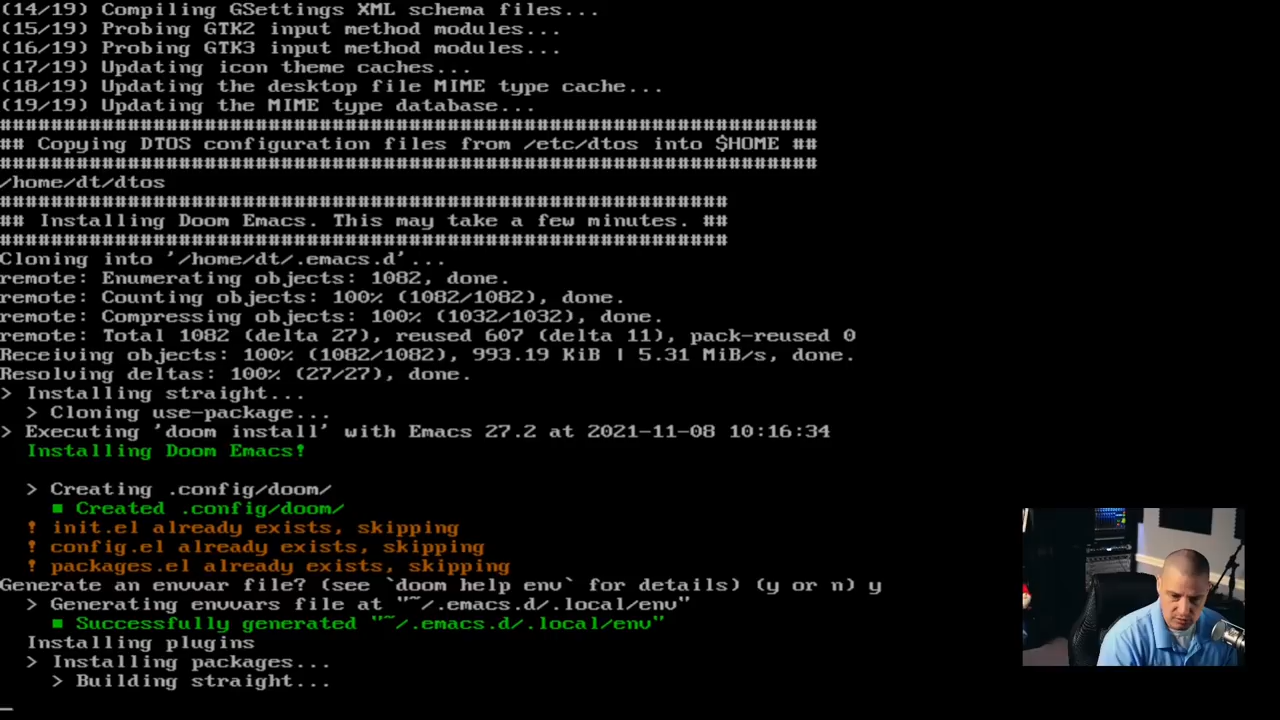 (14/19) Compiling GSettings XML schema files...
(15/19) Probing GTK2 input method modules...
(16/19) Probing GTK3 input method modules...
(17/19) Updating icon theme caches...
(18/19) Updating the desktop file MIME type cache...
(19/19) Updating the MIME type database...
################################################################
## Copying DTOS configuration files from /etc/dtos into $HOME ##
################################################################
/home/dt/dtos
#########################################################
## Installing Doom Emacs. This may take a few minutes. ##
#########################################################
Cloning into '/home/dt/.emacs.d'...
remote: Enumerating objects: 1082, done.
remote: Counting objects: 100% (1082/1082), done.
remote: Compressing objects: 100% (1032/1032), done.
remote: Total 1082 (delta 27), reused 607 (delta 11), pack-reused 0
Receiving objects: 100% (1082/1082), 993.19 KiB | 5.31 MiB/s, done.
Resolving deltas: 100% (27/27), done.
> Installing straight...
  > Cloning use-package...
> Executing 'doom install' with Emacs 27.2 at 2021-11-08 10:16:34
  Installing Doom Emacs!
  > Creating .config/doom/
    ■ Created .config/doom/
  ! init.el already exists, skipping
  ! config.el already exists, skipping
  ! packages.el already exists, skipping
Generate an envvar file? (see `doom help env` for details) (y or n) y
  > Generating envvars file at "~/.emacs.d/.local/env"
    ■ Successfully generated "~/.emacs.d/.local/env"
  Installing plugins
  > Installing packages...
    > Building straight...